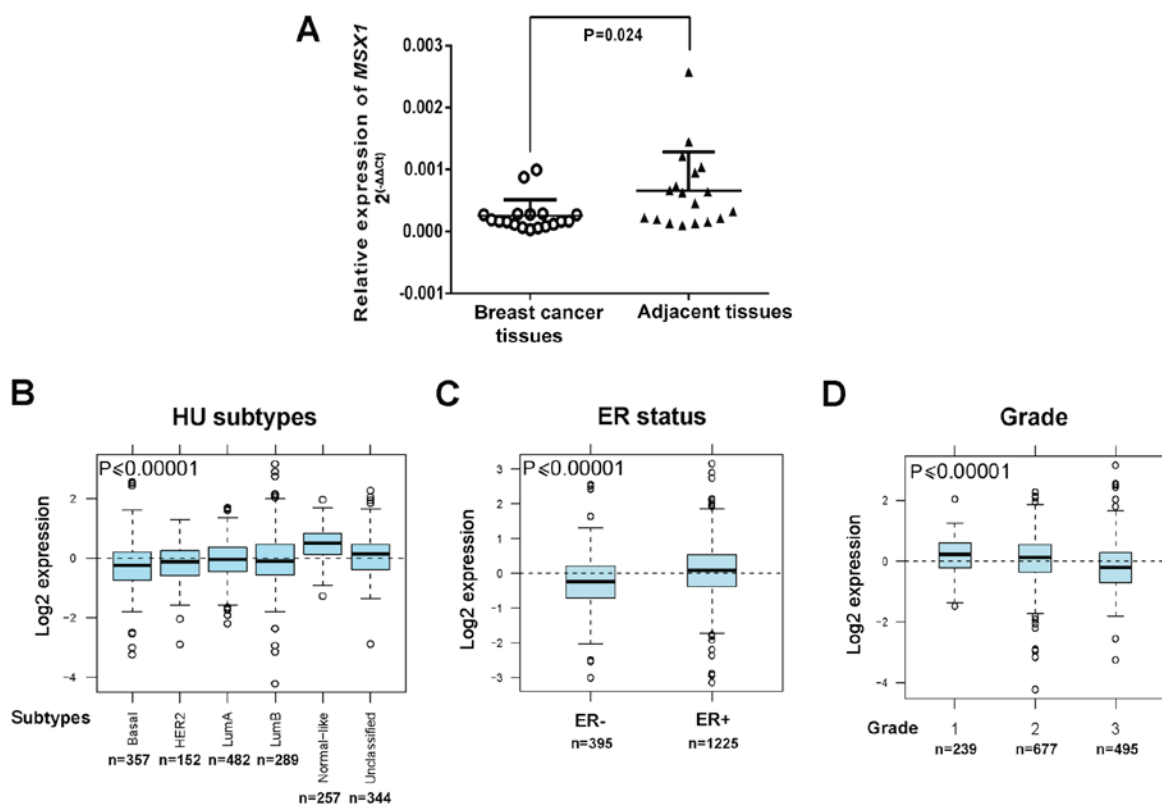 A
P=0.024
Relative expression of MSX1
2(-ΔΔCt)
0.003
0.002
0.001
0.000
-0.001
Breast cancer
tissues
Adjacent tissues
B
HU subtypes
P⩽0.00001
Log2 expression
2
0
−2
−4
Subtypes
Basal
HER2
LumA
LumB
Normal−like
Unclassified
n=357
n=152
n=482
n=289
n=257
n=344
C
ER status
P⩽0.00001
Log2 expression
3
2
1
0
−1
−2
−3
ER-
ER+
n=395
n=1225
D
Grade
P⩽0.00001
Log2 expression
2
0
−2
−4
Grade
1
2
3
n=239
n=677
n=495